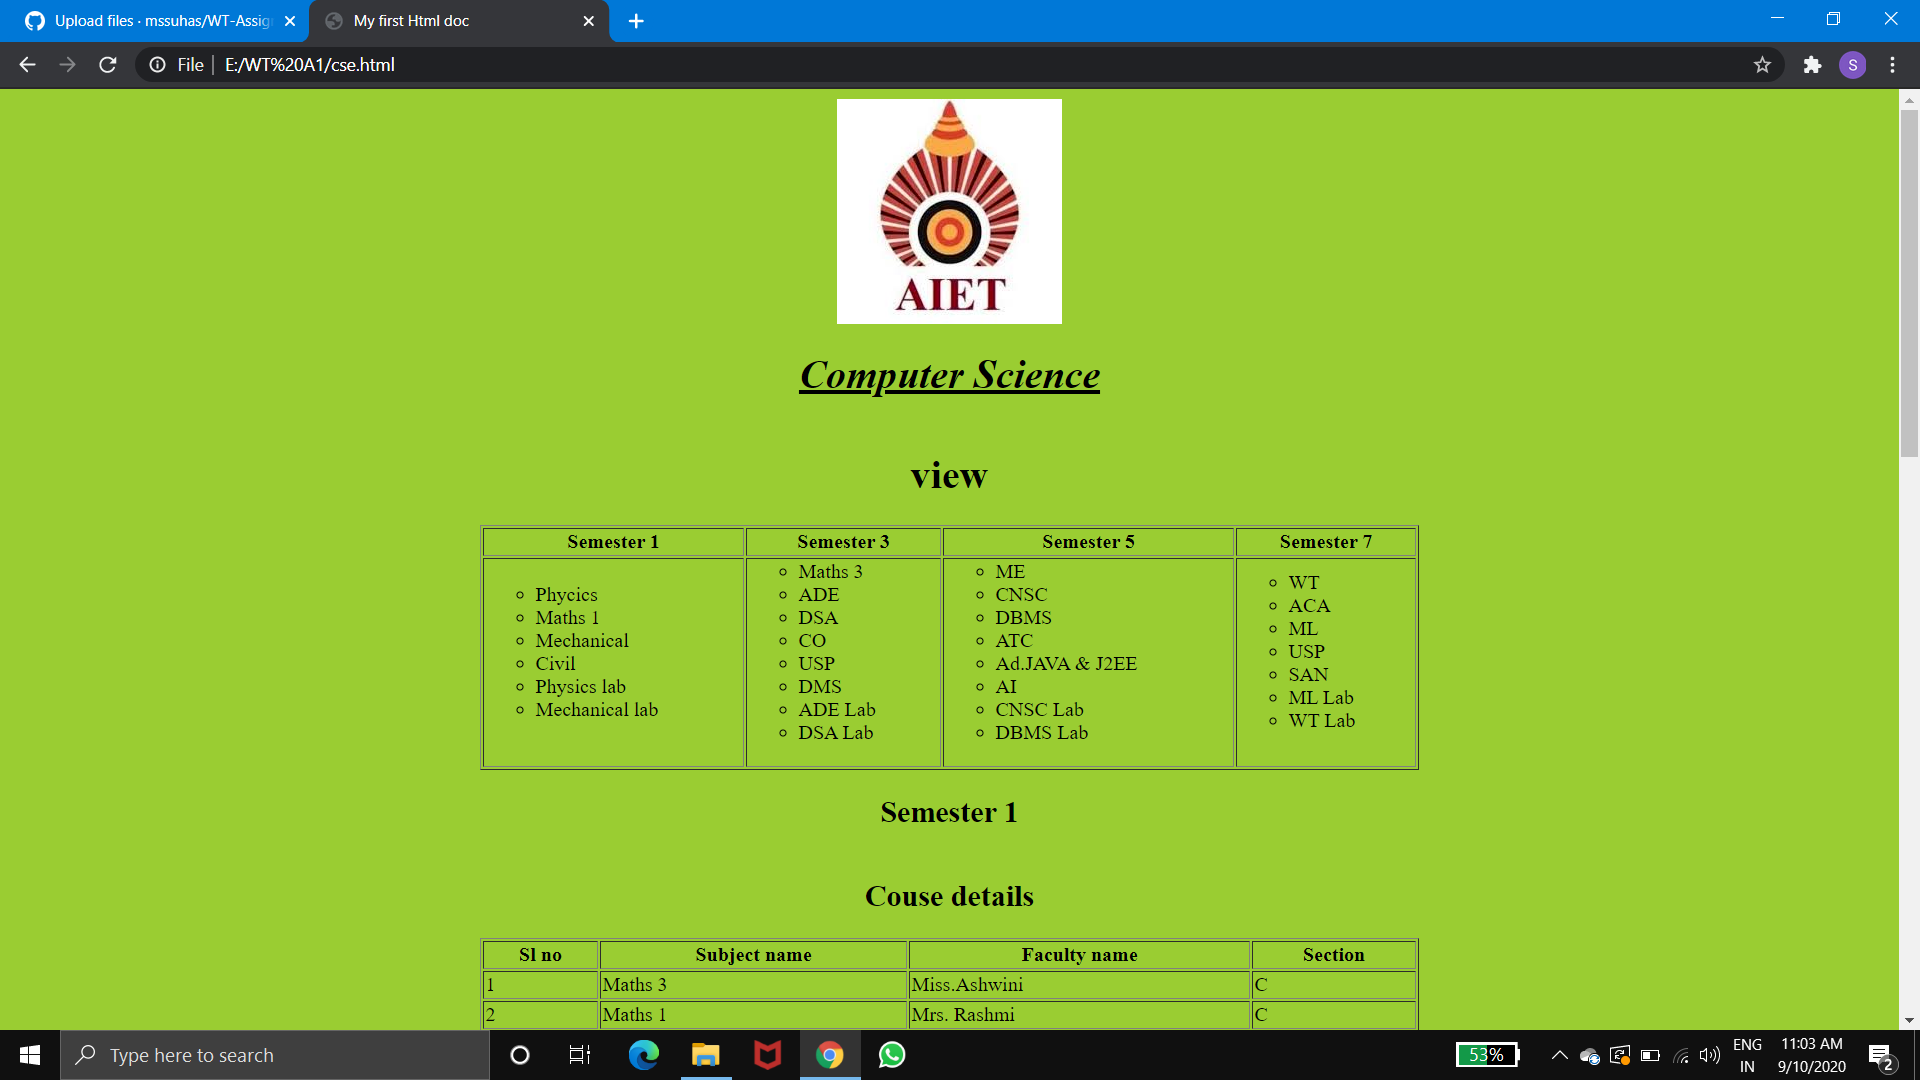 Upload files · mssuhas/WT-Assig
My first Html doc
File
E:/WT%20A1/cse.html
S
AIET
Computer Science
view
Semester 1 Semester 3 Semester 5 Semester 7
Phycics
Maths 1
Mechanical
Civil
Physics lab
Mechanical lab
Maths 3
ADE
DSA
CO
USP
DMS
ADE Lab
DSA Lab
ME
CNSC
DBMS
ATC
Ad.JAVA & J2EE
AI
CNSC Lab
DBMS Lab
WT
ACA
ML
USP
SAN
ML Lab
WT Lab
Semester 1
Couse details
Sl no Subject name Faculty name Section
1 Maths 3 Miss.Ashwini C
2 Maths 1 Mrs. Rashmi C
Type here to search
53%
ENG
IN
11:03 AM
9/10/2020
2